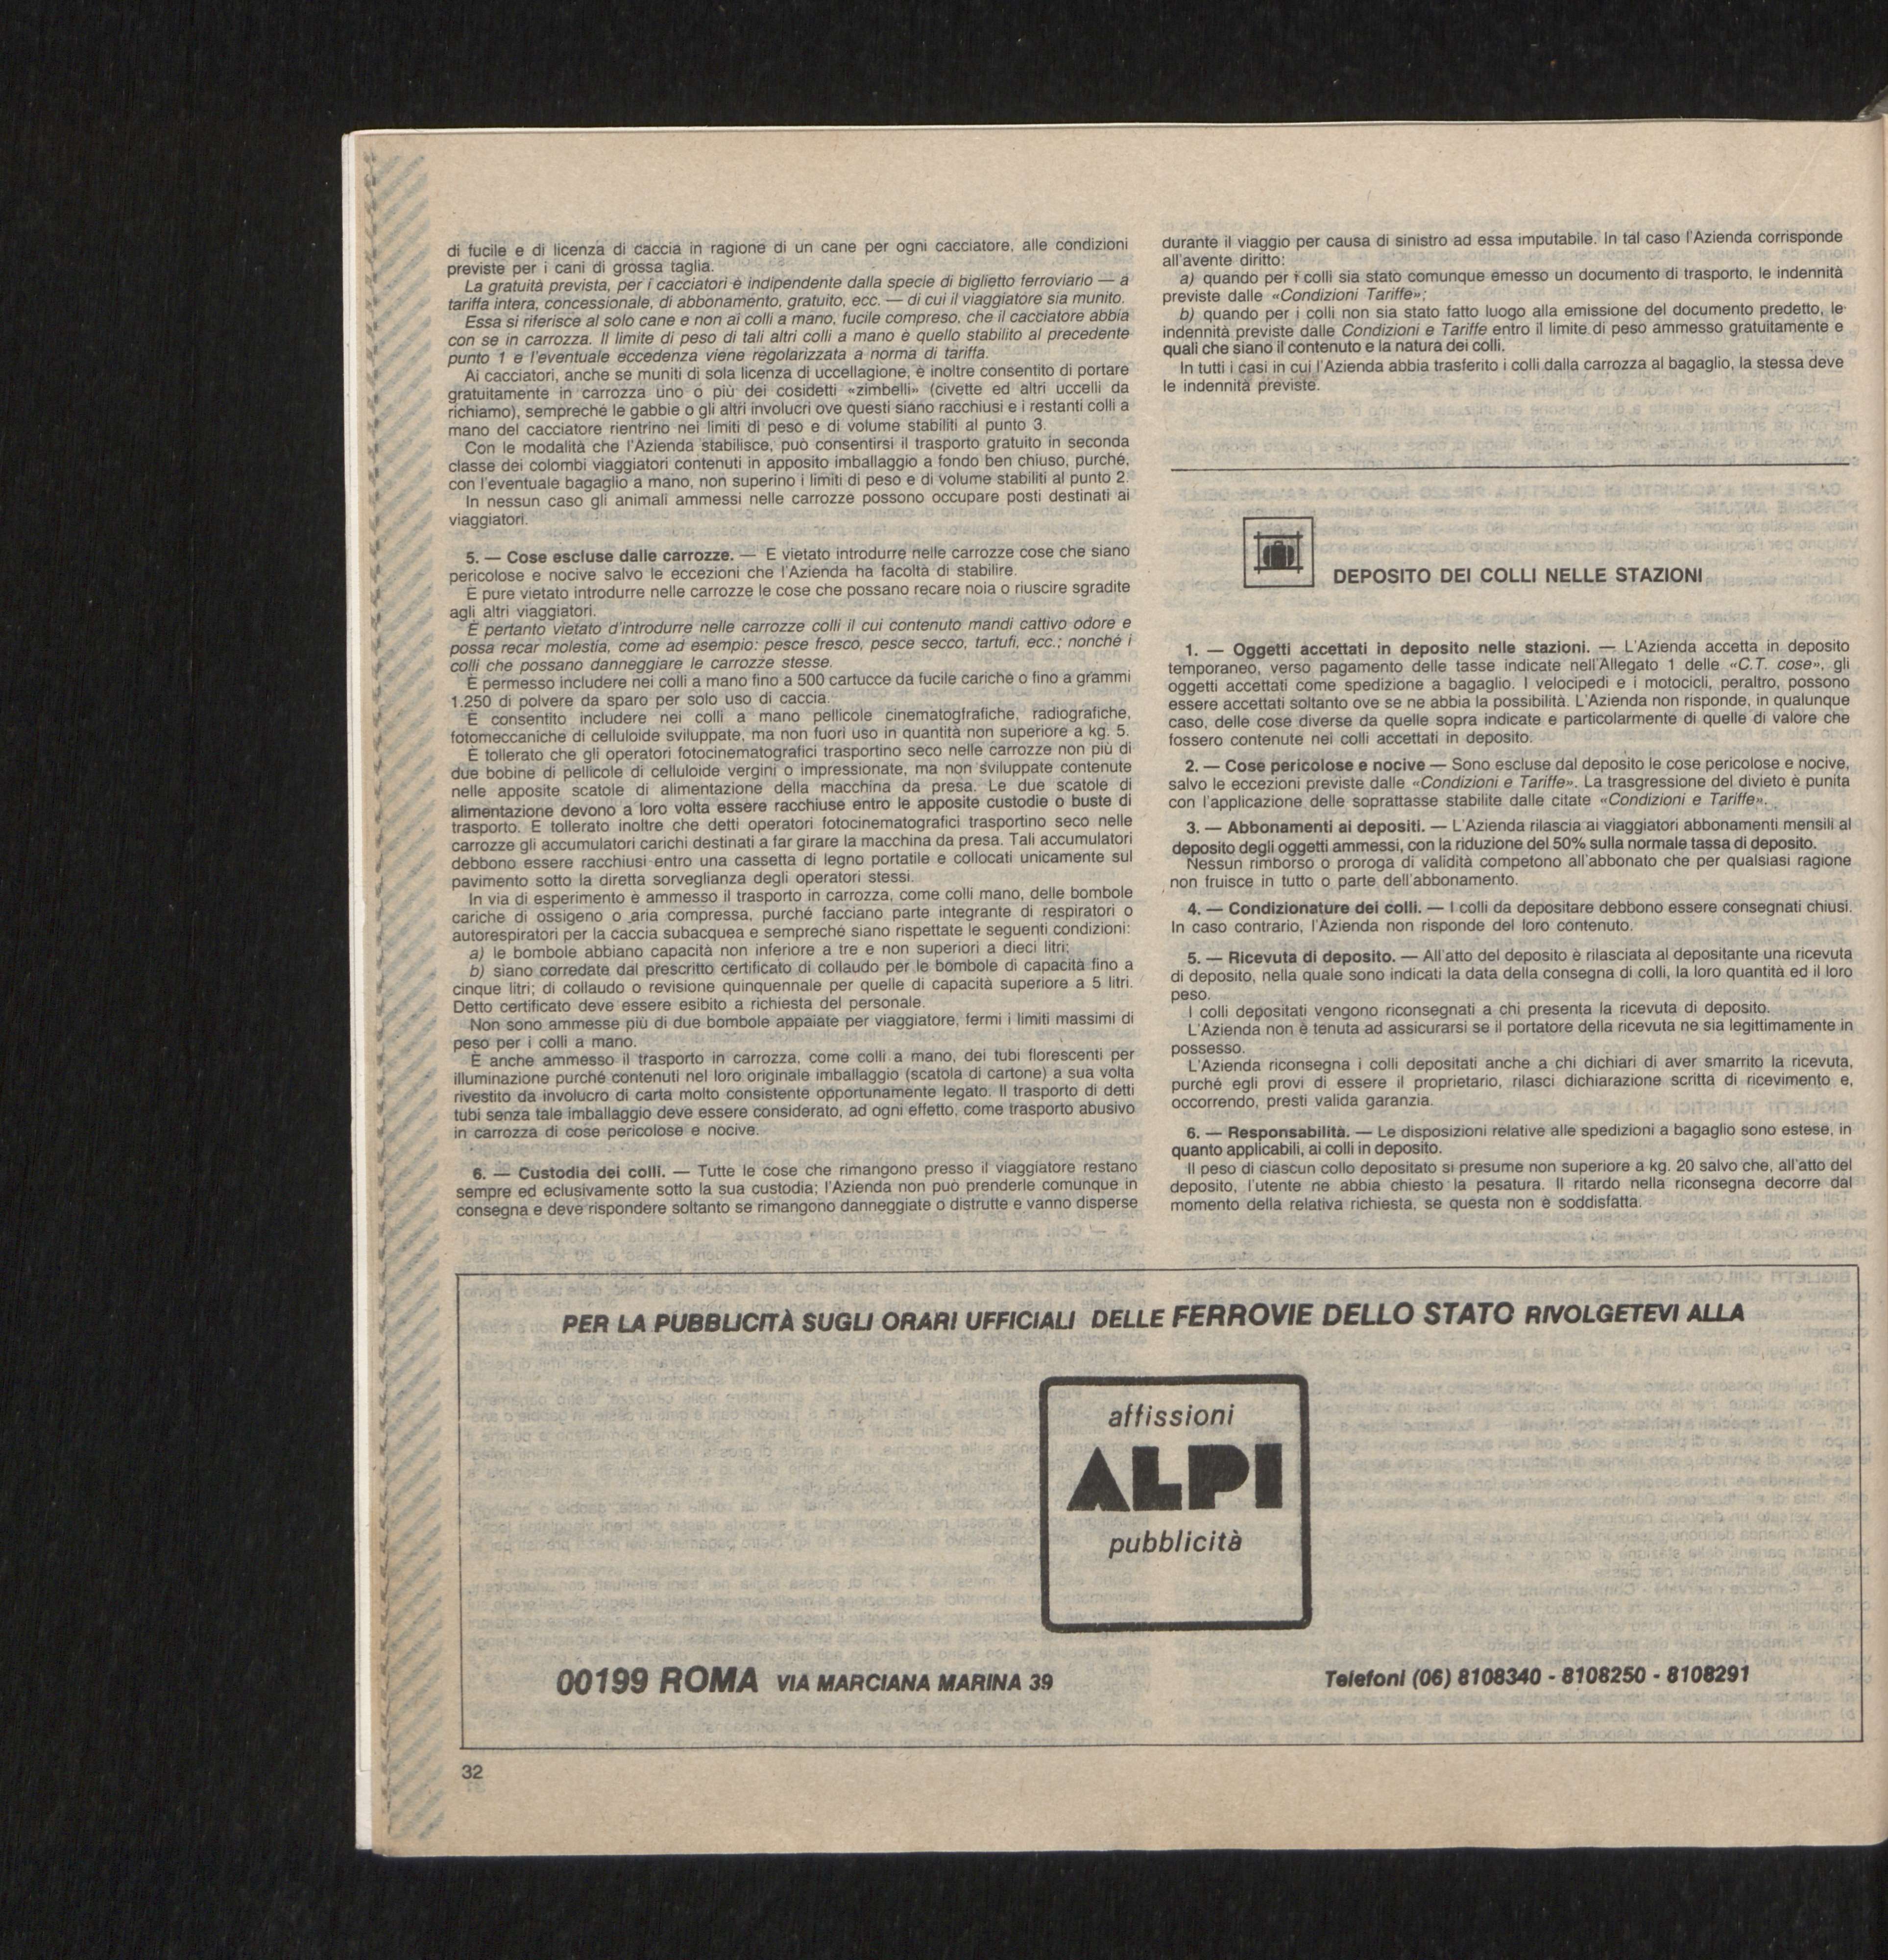 di fucile e di licenza di caccia in ragione di un cane per ogni cacciatore, alle condizioni
previste per i cani di grossa taglia.
La gratuità prevista, per i cacciatori è indipendente dalla specie di biglietto ferroviario — a
tariffa intera, concessionale, di abbonamento, gratuito, ecc. — di cui il viaggiatore sia munito.
Essa si riferisce al solo cane e non ai colli a mano, fucile compreso, che il cacciatore abbia
con se in carrozza. Il limite di peso di tali altri colli a mano è quello stabilito al precedente
punto 1 e l'eventuale eccedenza viene regolarizzata a norma di tariffa.
Ai cacciatori, anche se muniti di sola licenza di uccellagione, è inoltre consentito di portare
gratuitamente in carrozza uno o più dei cosidetti «zimbelli» (civette ed altri uccelli da
richiamo), sempreché le gabbie o gli altri involucri ove questi siano racchiusi e i restanti colli a
mano del cacciatore rientrino nei limiti di peso e di volume stabiliti al punto 3.
Con le modalità che l'Azienda stabilisce, può consentirsi il trasporto gratuito in seconda
classe dei colombi viaggiatori contenuti in apposito imballaggio a fondo ben chiuso, purché,
con l'eventuale bagaglio a mano, non superino i limiti di peso e di volume stabiliti al punto 2.
In nessun caso gli animali ammessi nelle carrozze possono occupare posti destinati ai
viaggiatori.
5. — Cose escluse dalle carrozze. — E vietato introdurre nelle carrozze cose che siano
pericolose e nocive salvo le eccezioni che l'Azienda ha facoltà di stabilire.
È pure vietato introdurre nelle carrozze le cose che possano recare noia o riuscire sgradite
agli altri viaggiatori.
È pertanto vietato d'introdurre nelle carrozze colli il cui contenuto mandi cattivo odore e
possa recar molestia, come ad esempio: pesce fresco, pesce secco, tartufi, ecc.; nonché i
colli che possano danneggiare le carrozze stesse.
È permesso includere nei colli a mano fino a 500 cartucce da fucile cariche o fino a grammi
1.250 di polvere da sparo per solo uso di caccia.
È consentito includere nei colli a mano pellicole cinematogfrafiche, radiografiche,
fotomeccaniche di celluloide sviluppate, ma non fuori uso in quantità non superiore a kg. 5.
È tollerato che gli operatori fotocinematografici trasportino seco nelle carrozze non più di
due bobine di pellicole di celluloide vergini o impressionate, ma non sviluppate contenute
nelle apposite scatole di alimentazione della macchina da presa. Le due scatole di
alimentazione devono a loro volta essere racchiuse entro le apposite custodie o buste di
trasporto. È tollerato inoltre che detti operatori fotocinematografici trasportino seco nelle
carrozze gli accumulatori carichi destinati a far girare la macchina da presa. Tali accumulatori
debbono essere racchiusi entro una cassetta di legno portatile e collocati unicamente sul
pavimento sotto la diretta sorveglianza degli operatori stessi.
In via di esperimento è ammesso il trasporto in carrozza, come colli mano, delle bombole
cariche di ossigeno o aria compressa, purché facciano parte integrante di respiratori o
autorespiratori per la caccia subacquea e sempreché siano rispettate le seguenti condizioni:
a) le bombole abbiano capacità non inferiore a tre e non superiori a dieci litri;
b) siano corredate dal prescritto certificato di collaudo per le bombole di capacità fino a
cinque litri; di collaudo o revisione quinquennale per quelle di capacità superiore a 5 litri.
Detto certificato deve essere esibito a richiesta del personale.
Non sono ammesse più di due bombole appaiate per viaggiatore, fermi i limiti massimi di
peso per i colli a mano.
È anche ammesso il trasporto in carrozza, come colli a mano, dei tubi florescenti per
illuminazione purché contenuti nel loro originale imballaggio (scatola di cartone) a sua volta
rivestito da involucro di carta molto consistente opportunamente legato. Il trasporto di detti
tubi senza tale imballaggio deve essere considerato, ad ogni effetto, come trasporto abusivo
in carrozza di cose pericolose e nocive.
6. — Custodia dei colli. — Tutte le cose che rimangono presso il viaggiatore restano
sempre ed eclusivamente sotto la sua custodia; l'Azienda non può prenderle comunque in
consegna e deve rispondere soltanto se rimangono danneggiate o distrutte e vanno disperse
durante il viaggio per causa di sinistro ad essa imputabile. In tal caso l'Azienda corrisponde
all'avente diritto:
a) quando per i colli sia stato comunque emesso un documento di trasporto, le indennità
previste dalle «Condizioni Tariffe»;
b) quando per i colli non sia stato fatto luogo alla emissione del documento predetto, le
indennità previste dalle Condizioni e Tariffe entro il limite di peso ammesso gratuitamente e
quali che siano il contenuto e la natura dei colli.
In tutti i casi in cui l'Azienda abbia trasferito i colli dalla carrozza al bagaglio, la stessa deve
le indennità previste.
DEPOSITO DEI COLLI NELLE STAZIONI
1. — Oggetti accettati in deposito nelle stazioni. — L'Azienda accetta in deposito
temporaneo, verso pagamento delle tasse indicate nell'Allegato 1 delle «C.T. cose», gli
oggetti accettati come spedizione a bagaglio. I velocipedi e i motocicli, peraltro, possono
essere accettati soltanto ove se ne abbia la possibilità. L'Azienda non risponde, in qualunque
caso, delle cose diverse da quelle sopra indicate e particolarmente di quelle di valore che
fossero contenute nei colli accettati in deposito.
2. — Cose pericolose e nocive — Sono escluse dal deposito le cose pericolose e nocive,
salvo le eccezioni previste dalle «Condizioni e Tariffe». La trasgressione del divieto è punita
con l'applicazione delle soprattasse stabilite dalle citate «Condizioni e Tariffe».
3. — Abbonamenti ai depositi. — L'Azienda rilascia ai viaggiatori abbonamenti mensili al
deposito degli oggetti ammessi, con la riduzione del 50% sulla normale tassa di deposito.
Nessun rimborso o proroga di validità competono all'abbonato che per qualsiasi ragione
non fruisce in tutto o parte dell'abbonamento.
4. — Condizionature dei colli. — I colli da depositare debbono essere consegnati chiusi.
In caso contrario, l'Azienda non risponde del loro contenuto.
5. — Ricevuta di deposito. — All'atto del deposito è rilasciata al depositante una ricevuta
di deposito, nella quale sono indicati la data della consegna di colli, la loro quantità ed il loro
peso.
I colli depositati vengono riconsegnati a chi presenta la ricevuta di deposito.
L'Azienda non è tenuta ad assicurarsi se il portatore della ricevuta ne sia legittimamente in
possesso.
L'Azienda riconsegna i colli depositati anche a chi dichiari di aver smarrito la ricevuta,
purché egli provi di essere il proprietario, rilasci dichiarazione scritta di ricevimento e,
occorrendo, presti valida garanzia.
6. — Responsabilità. — Le disposizioni relative alle spedizioni a bagaglio sono estese, in
quanto applicabili, ai colli in deposito.
Il peso di ciascun collo depositato si presume non superiore a kg. 20 salvo che, all'atto del
deposito, l'utente ne abbia chiesto la pesatura. Il ritardo nella riconsegna decorre dal
momento della relativa richiesta, se questa non è soddisfatta.
PER LA PUBBLICITÀ SUGLI ORARI UFFICIALI DELLE FERROVIE DELLO STATO RIVOLGETEVI ALLA
affissioni
ALPI
pubblicità
00199 ROMA VIA MARCIANA MARINA 39
Telefoni (06) 8108340 - 8108250 - 8108291
32